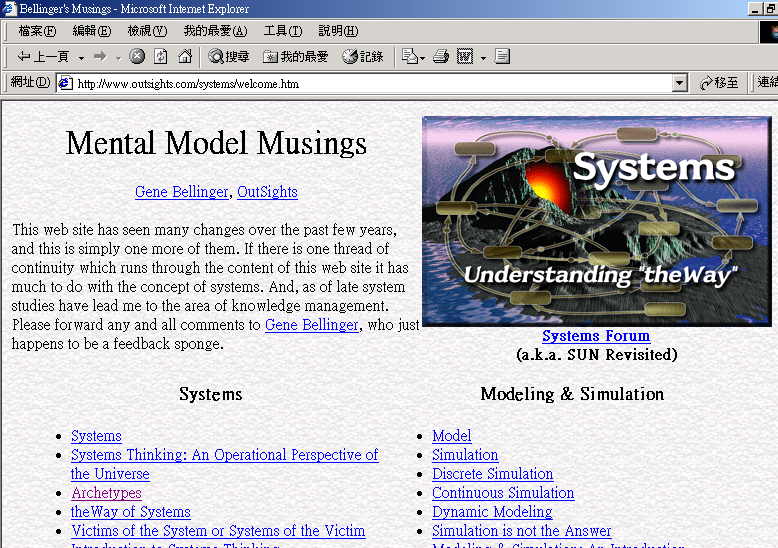 Bellinger's Musings - Microsoft Internet Explorer
檔案(F) 編輯(E) 檢視(V) 我的最愛(A) 工具(T) 說明(H)
上一頁 搜尋 我的最愛 記錄
網址(D) http://www.outsights.com/systems/welcome.htm 移至 連結
Mental Model Musings
Gene Bellinger, OutSights
This web site has seen many changes over the past few years,
and this is simply one more of them. If there is one thread of
continuity which runs through the content of this web site it has
much to do with the concept of systems. And, as of late system
studies have lead me to the area of knowledge management.
Please forward any and all comments to Gene Bellinger, who just
happens to be a feedback sponge.
Systems
Understanding "theWay"
Systems Forum
(a.k.a. SUN Revisited)
Systems
Systems
Systems Thinking: An Operational Perspective of
the Universe
Archetypes
theWay of Systems
Victims of the System or Systems of the Victim
Introduction to Systems Thinking
Modeling & Simulation
Model
Simulation
Discrete Simulation
Continuous Simulation
Dynamic Modeling
Simulation is not the Answer
Modeling & Simulation: An Introduction